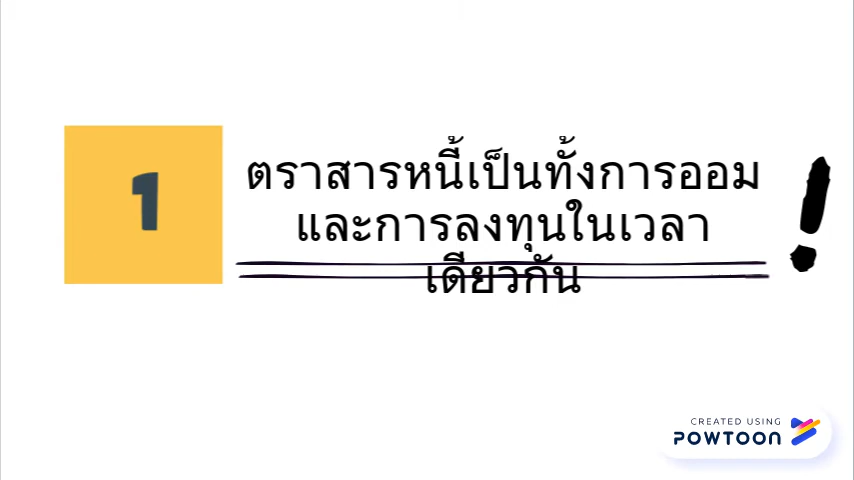 1
ตราสารหนี้เป็นทั้งการออม
และการลงทุนในเวลา
เดียวกัน
!
CREATED USING
POWTOON